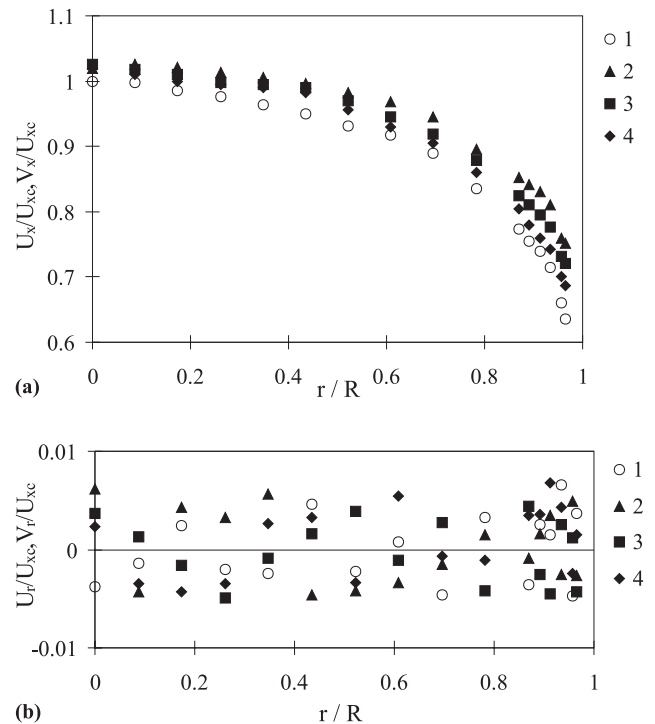 1.1
1
0.9
0.8
0.7
0.6
U_x/U_xc, V_x/U_xc
0 0.2 0.4 0.6 0.8 1
r / R
1
2
3
4
(a)
0.01
0
-0.01
U_r/U_xc, V_r/U_xc
0 0.2 0.4 0.6 0.8 1
r / R
1
2
3
4
(b)